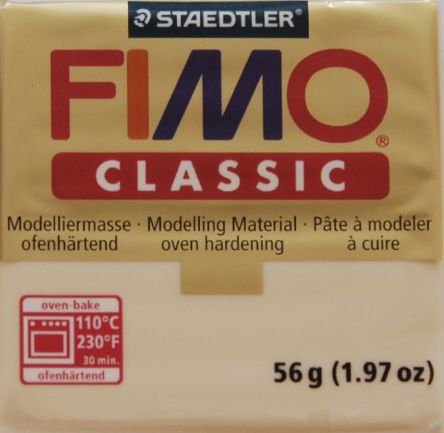 STAEDTLER®
FIMO®
CLASSIC
Modelliermasse · Modelling Material · Pâte à modeler
ofenhärtend oven hardening à cuire
oven-bake
110°C
230°F
30 min.
ofenhärtend
56 g (1.97 oz)